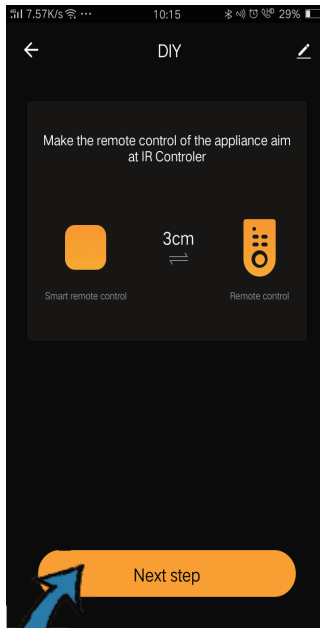 7.57K/s ... 10:15 29%
DIY
Make the remote control of the appliance aim
at IR Controler
3cm
Smart remote control Remote control
Next step